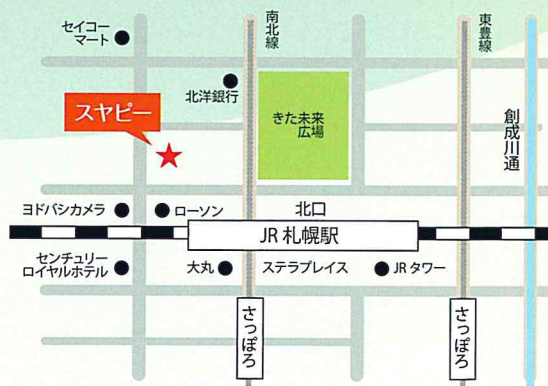 セイコー
マート
南北線
東豊線
北洋銀行
スヤピー
きた未来
広場
創成川通
ヨドバシカメラ
ローソン
北口
JR 札幌駅
センチュリー
ロイヤルホテル
大丸
ステラプレイス
JR タワー
さっぽろ
さっぽろ